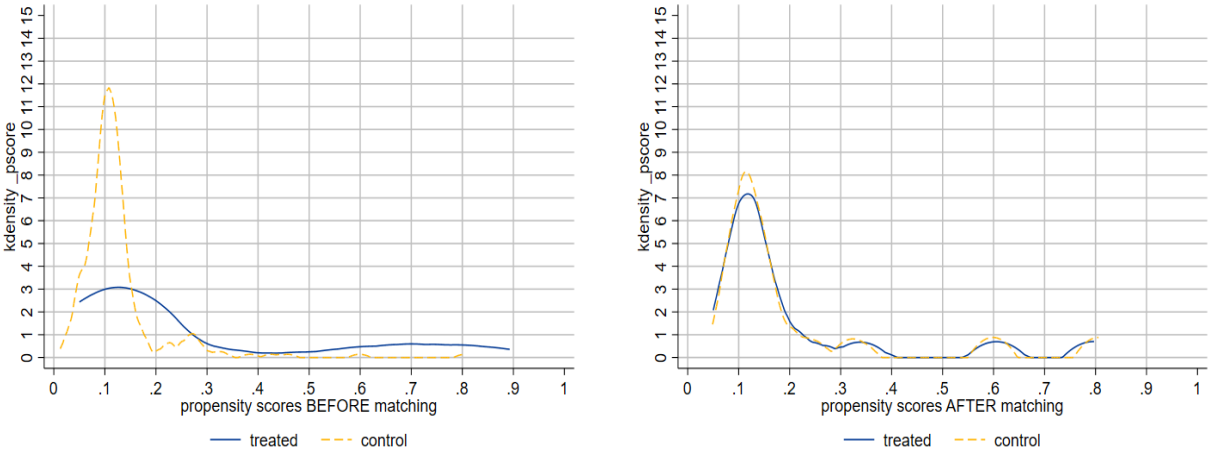 kdensity _pscore
0 1 2 3 4 5 6 7 8 9 10 11 12 13 14 15
0 .1 .2 .3 .4 .5 .6 .7 .8 .9 1
propensity scores BEFORE matching
treated control
kdensity _pscore
0 1 2 3 4 5 6 7 8 9 10 11 12 13 14 15
0 .1 .2 .3 .4 .5 .6 .7 .8 .9 1
propensity scores AFTER matching
treated control